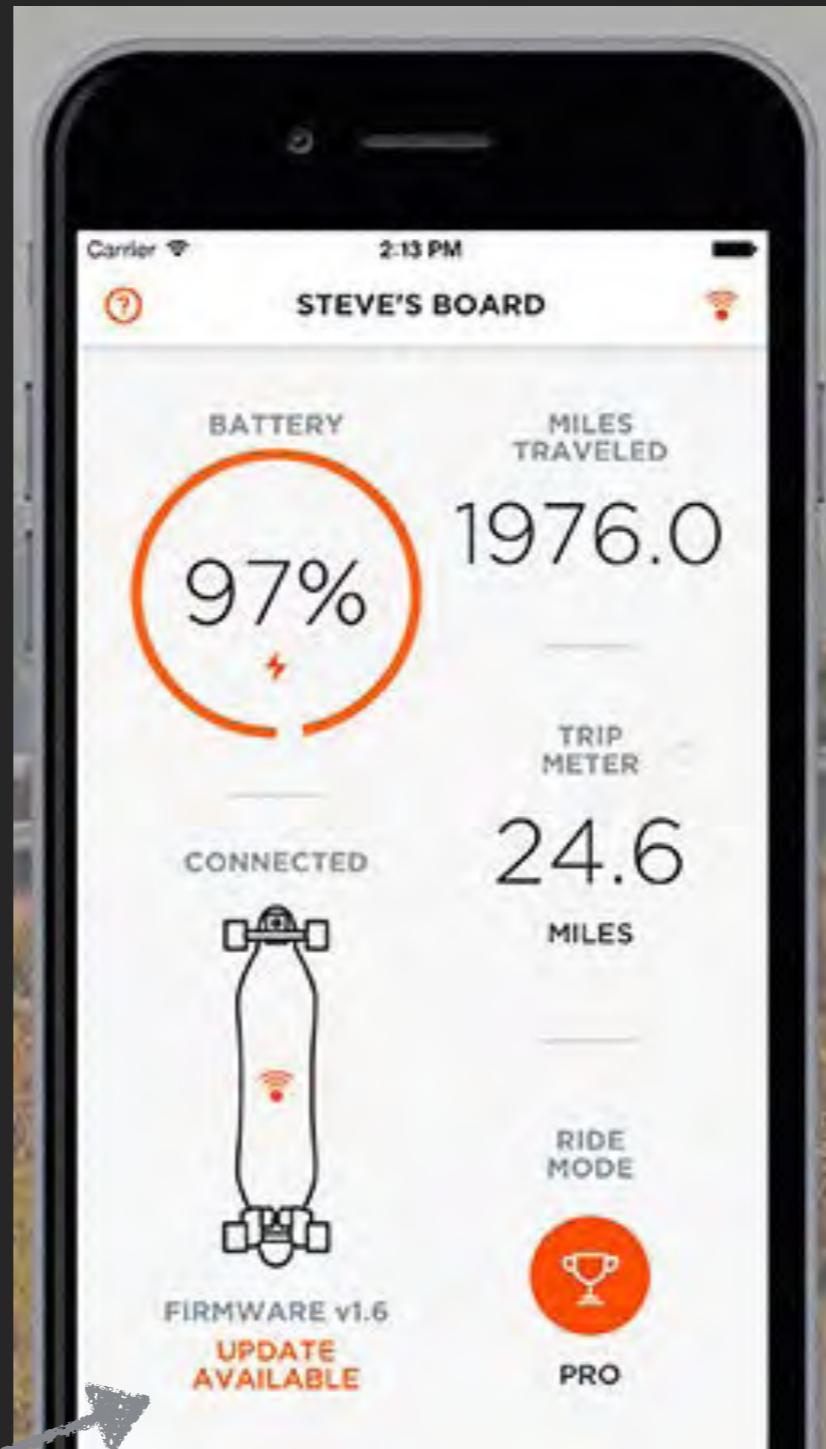 Carrier 2:13 PM
?
STEVE'S BOARD
BATTERY
97%
MILES
TRAVELED
1976.0
CONNECTED
TRIP
METER
24.6
MILES
FIRMWARE v1.6
UPDATE
AVAILABLE
RIDE
MODE
PRO